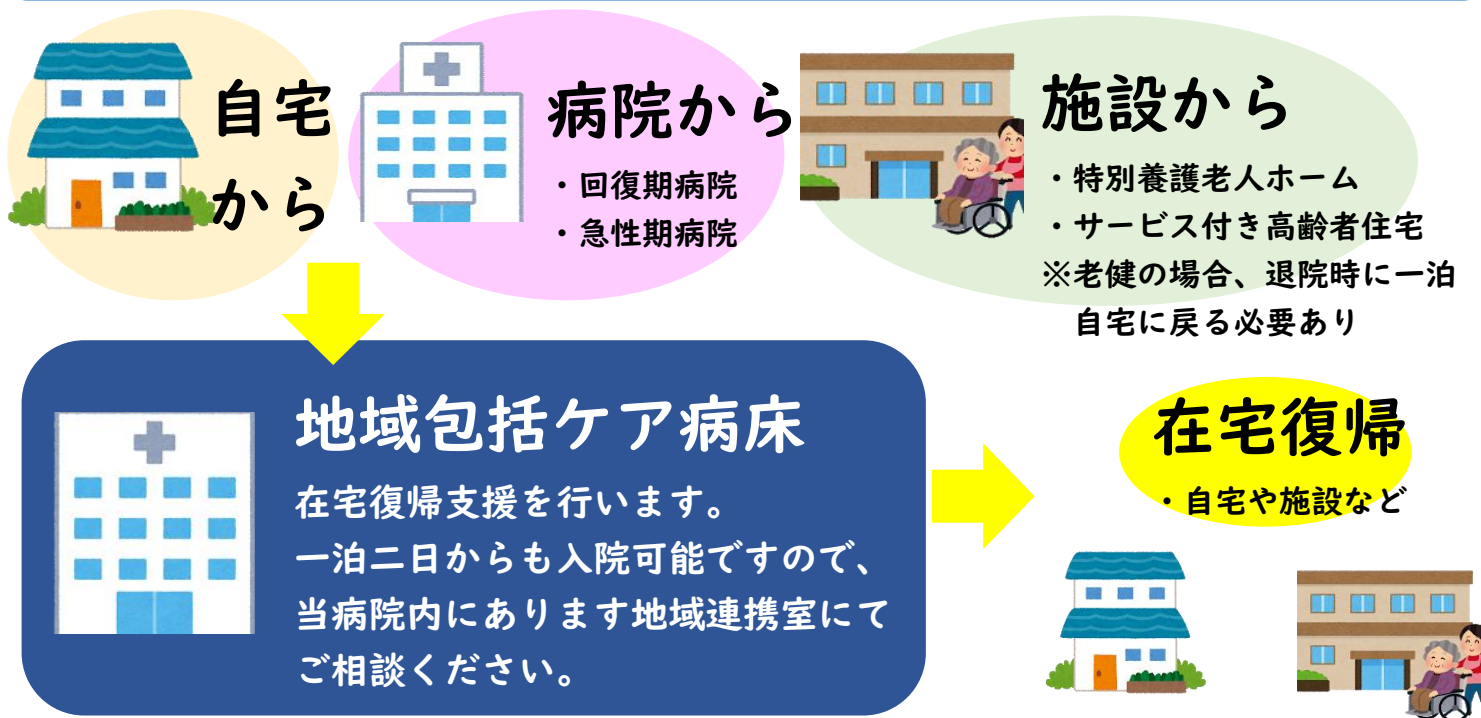 自宅
から
病院から
・回復期病院
・急性期病院
施設から
・特別養護老人ホーム
・サービス付き高齢者住宅
※老健の場合、退院時に一泊
自宅に戻る必要あり
地域包括ケア病床
在宅復帰支援を行います。
一泊二日からも入院可能ですので、
当病院内にあります地域連携室にて
ご相談ください。
在宅復帰
・自宅や施設など